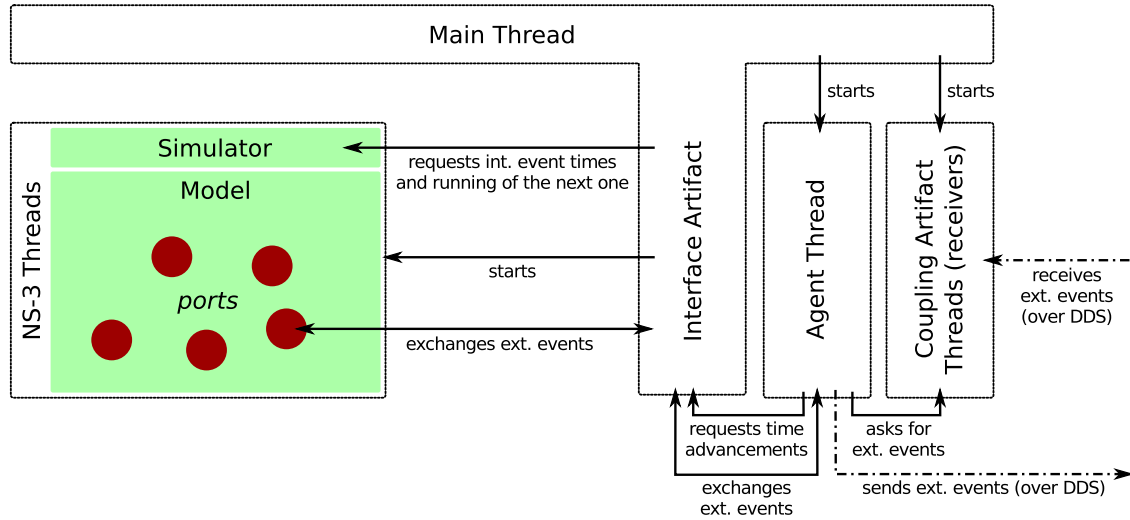 Main Thread
starts
starts
NS-3 Threads
Simulator
Model
ports
requests int. event times
and running of the next one
starts
exchanges ext. events
Interface Artifact
Agent Thread
Coupling Artifact
Threads (receivers)
receives
ext. events
(over DDS)
requests time
advancements
asks for
ext. events
exchanges
ext. events
sends ext. events (over DDS)